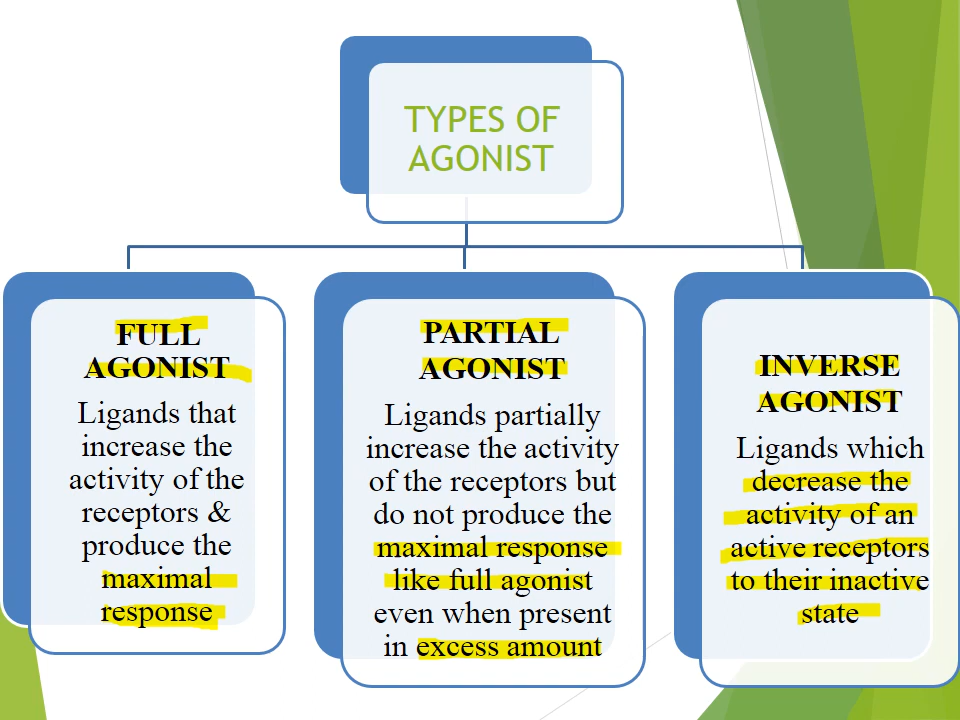 TYPES OF
AGONIST
FULL
AGONIST
Ligands that
increase the
activity of the
receptors &
produce the
maximal
response
PARTIAL
AGONIST
Ligands partially
increase the activity
of the receptors but
do not produce the
maximal response
like full agonist
even when present
in excess amount
INVERSE
AGONIST
Ligands which
decrease the
activity of an
active receptors
to their inactive
state